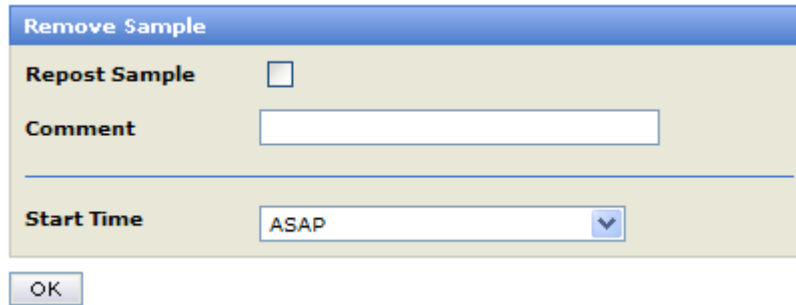 Remove Sample
Repost Sample
Comment
Start Time ASAP
OK